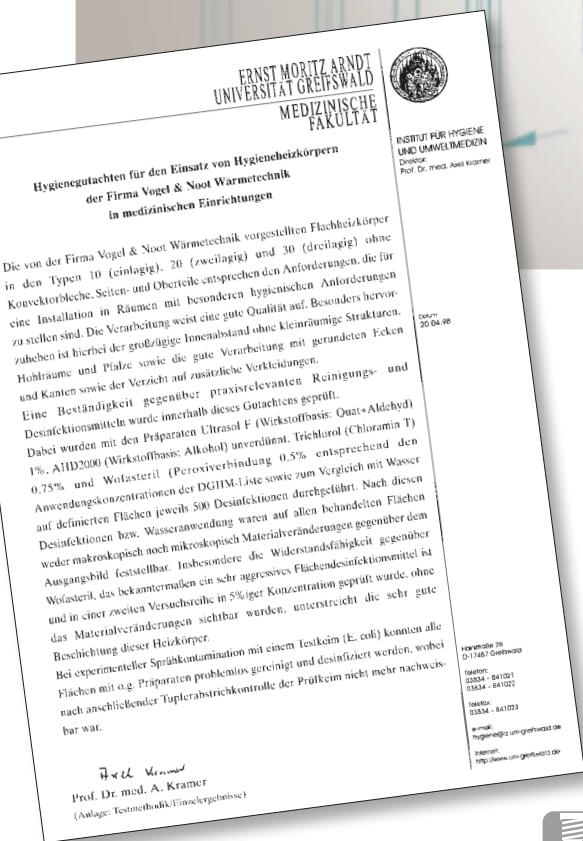 ERNST MORITZ ARNDT
UNIVERSITÄT GREIFSWALD
MEDIZINISCHE
FAKULTÄT
INSTITUT FÜR HYGIENE
UND UMWELTMEDIZIN
Direktor:
Prof. Dr. med. Axel Kramer
Hygienegutachten für den Einsatz von Hygieneheizkörpern
der Firma Vogel & Noot Wärmetechnik
in medizinischen Einrichtungen
Datum
20.04.98
Die von der Firma Vogel & Noot Wärmetechnik vorgestellten Flachheizkörper
in den Typen 10 (einlagig), 20 (zweilagig) und 30 (dreilagig) ohne
Konvektorbleche, Seiten- und Oberteile entsprechen den Anforderungen, die für
eine Installation in Räumen mit besonderen hygienischen Anforderungen
zu stellen sind. Die Verarbeitung weist eine gute Qualität auf. Besonders hervor-
zuheben ist hierbei der großzügige Innenabstand ohne kleinräumige Strukturen,
Hohlräume und Pfalze sowie die gute Verarbeitung mit gerundeten Ecken
und Kanten sowie der Verzicht auf zusätzliche Verkleidungen.
Eine Beständigkeit gegenüber praxisrelevanten Reinigungs- und
Desinfektionsmitteln wurde innerhalb dieses Gutachtens geprüft.
Dabei wurden mit den Präparaten Ultrasol F (Wirkstoffbasis: Quat+Aldehyd)
1%, AHD2000 (Wirkstoffbasis: Alkohol) unverdünnt, Trichlorol (Chloramin T)
0,75% und Wofasteril (Peroxiverbindung 0,5% entsprechend den
Anwendungskonzentrationen der DGHM-Liste sowie zum Vergleich mit Wasser
auf definierten Flächen jeweils 500 Desinfektionen durchgeführt. Nach diesen
Desinfektionen bzw. Wasseranwendung waren auf allen behandelten Flächen
weder makroskopisch noch mikroskopisch Materialveränderungen gegenüber dem
Ausgangsbild feststellbar. Insbesondere die Widerstandsfähigkeit gegenüber
Wofasteril, das bekanntermaßen ein sehr aggressives Flächendesinfektionsmittel ist
und in einer zweiten Versuchsreihe in 5%iger Konzentration geprüft wurde, ohne
das Materialveränderungen sichtbar wurden, unterstreicht die sehr gute
Beschichtung dieser Heizkörper.
Bei experimenteller Sprühkontamination mit einem Testkeim (E. coli) konnten alle
Flächen mit o.g. Präparaten problemlos gereinigt und desinfiziert werden, wobei
nach anschließender Tupferabstrichkontrolle der Prüfkeim nicht mehr nachweis-
bar war.
Axel Kramer
Prof. Dr. med. A. Kramer
(Anlage: Testmethodik/Einzelergebnisse)
D-17487 Greifswald
Telefon:
03834 - 841021
03834 - 841022
Telefax:
03834 - 841023
e-mail:
hygiene@rz.uni-greifswald.de
Internet:
http://www.uni-greifswald.de